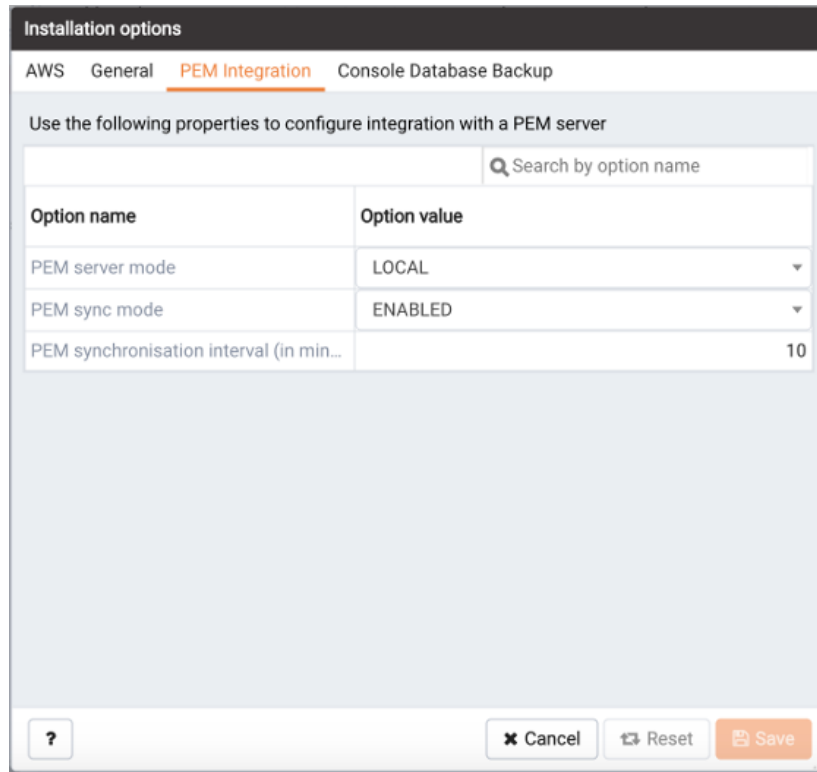 Installation options
AWS General PEM Integration Console Database Backup
Use the following properties to configure integration with a PEM server
Search by option name
Option name Option value
PEM server mode LOCAL
PEM sync mode ENABLED
PEM synchronisation interval (in min... 10
? Cancel Reset Save